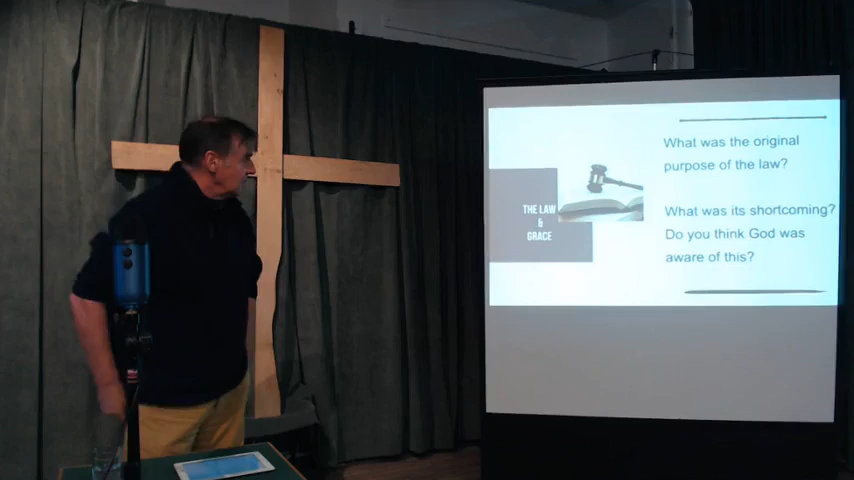 THE LAW
&
GRACE
What was the original
purpose of the law?
What was its shortcoming?
Do you think God was
aware of this?